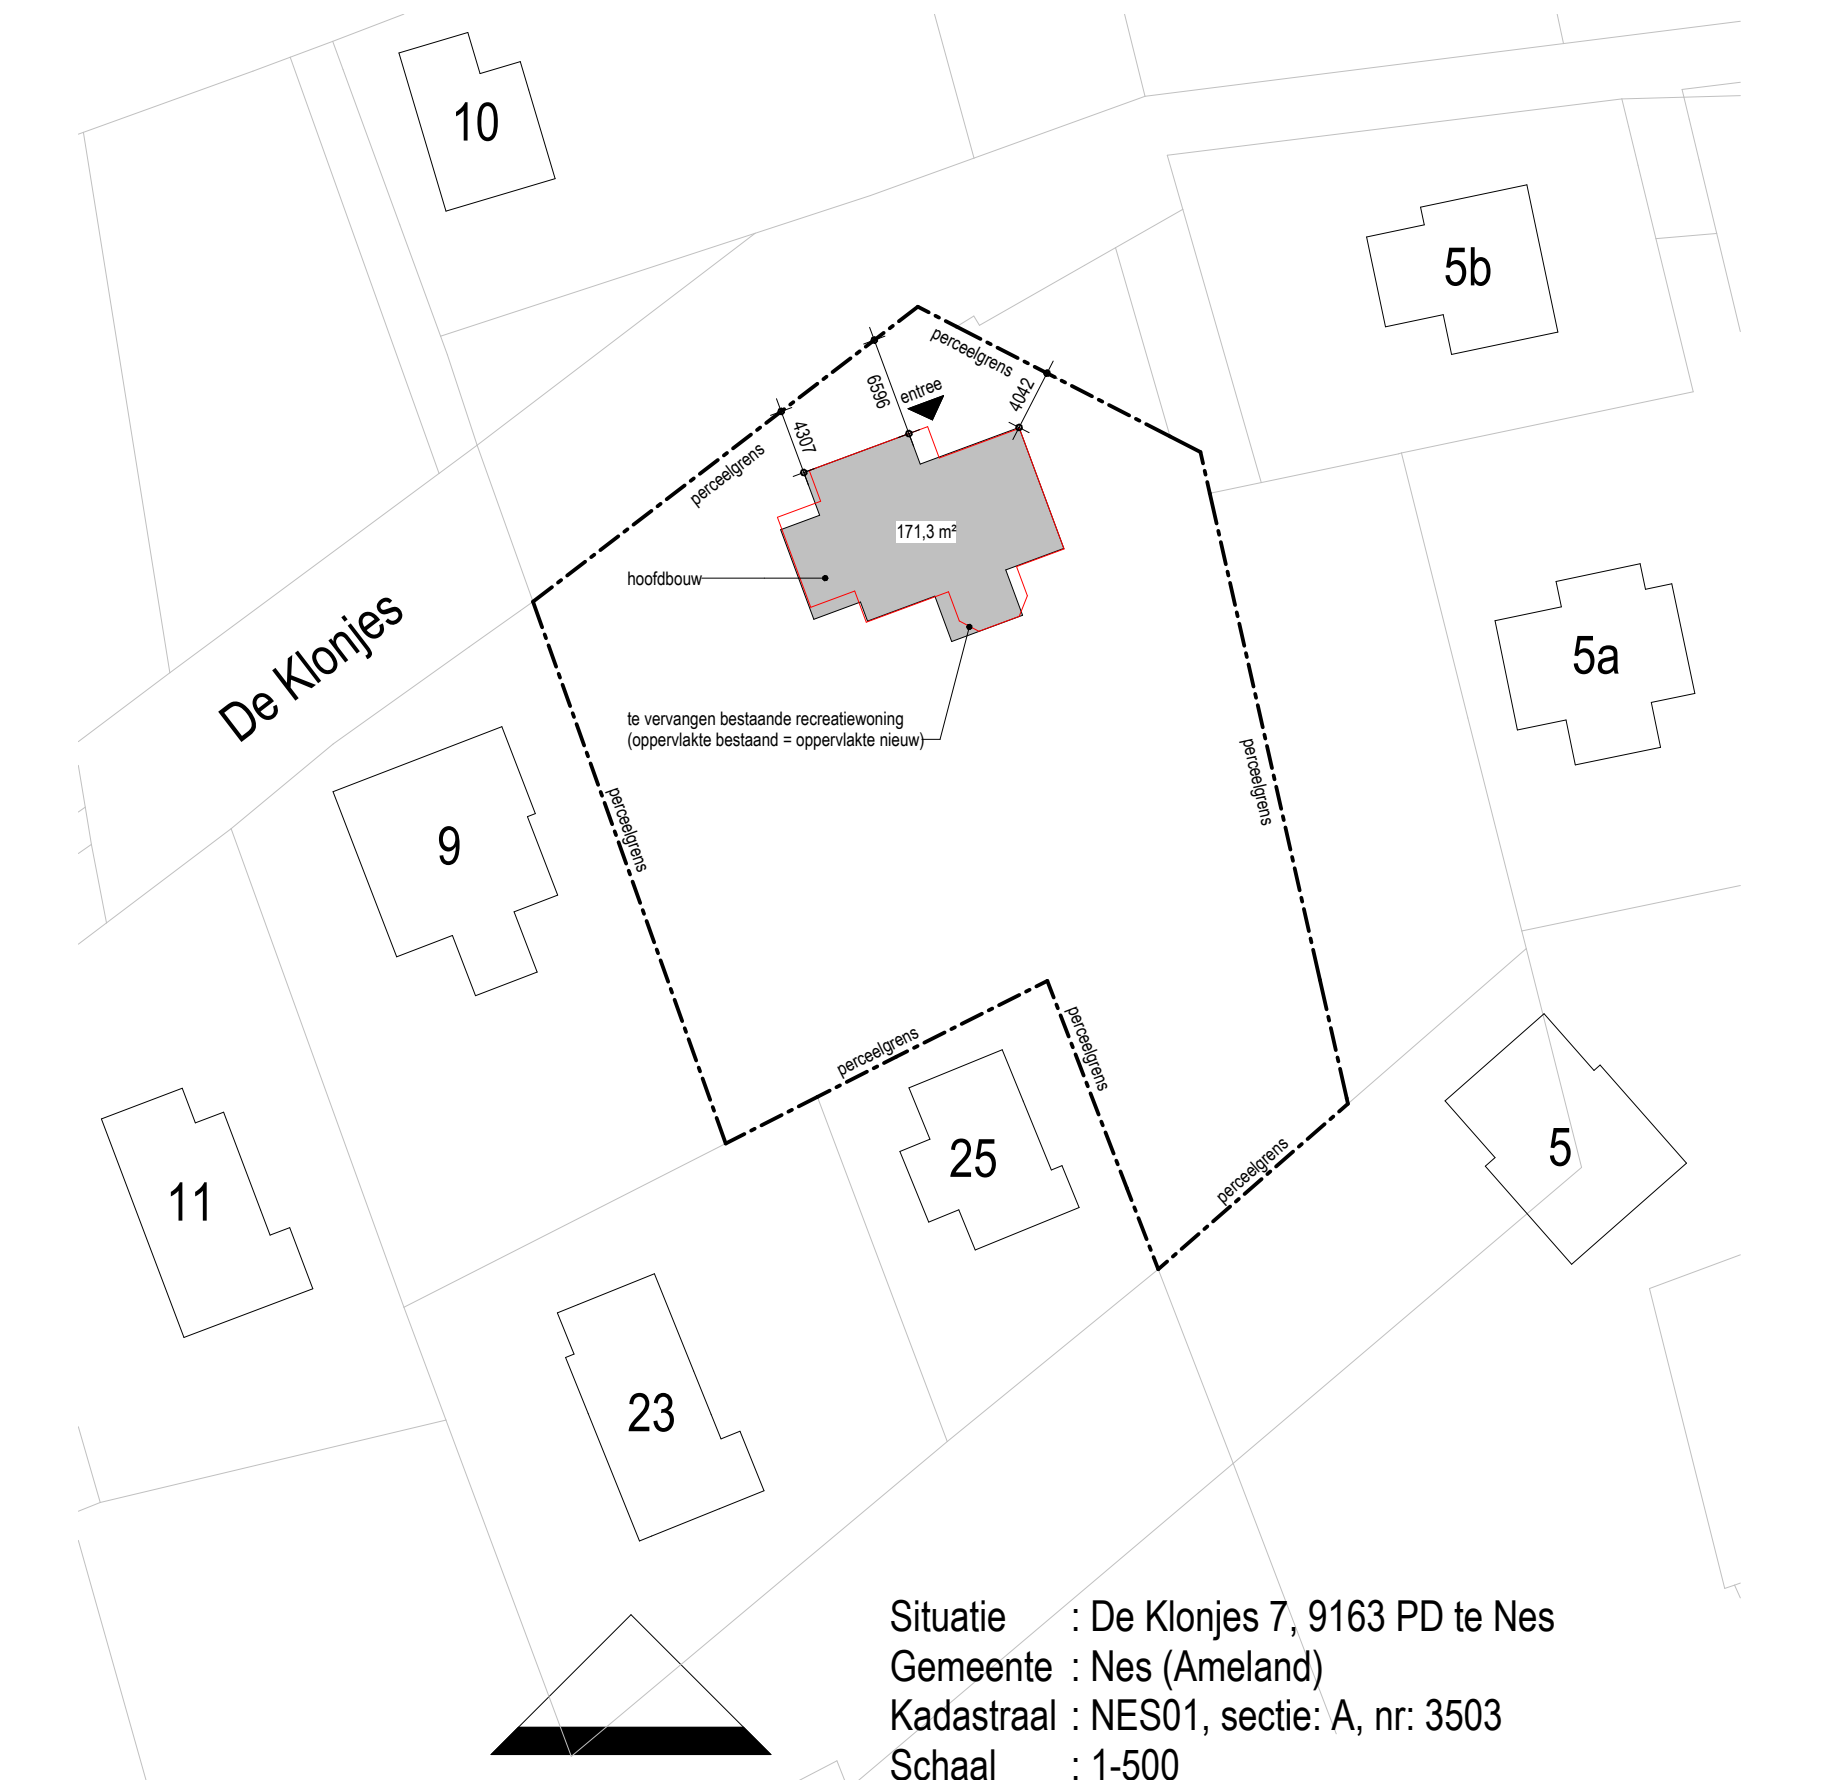 10
5b
perceelgrens
6596
entree
4042
4307
perceelgrens
171,3 m²
hoofdbouw
De Klonjes
5a
te vervangen bestaande recreatiewoning
(oppervlakte bestaand = oppervlakte nieuw)
perceelgrens
perceelgrens
9
perceelgrens
perceelgrens
25
5
perceelgrens
11
23
Situatie : De Klonjes 7, 9163 PD te Nes
Gemeente : Nes (Ameland)
Kadastraal : NES01, sectie: A, nr: 3503
Schaal : 1-500